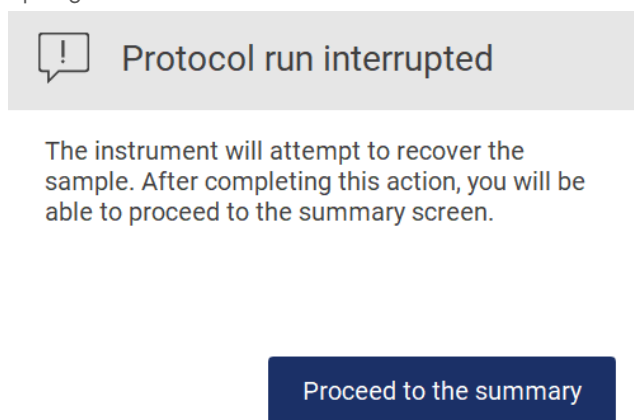 Protocol run interrupted
The instrument will attempt to recover the
sample. After completing this action, you will be
able to proceed to the summary screen.
Proceed to the summary